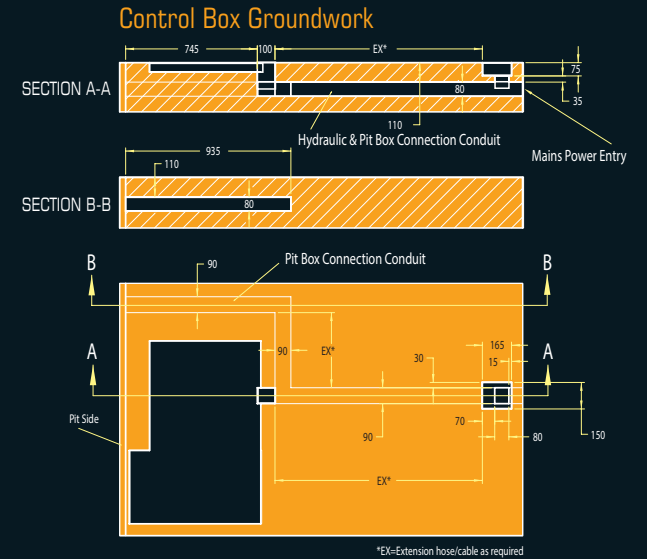 Control Box Groundwork
745
100
EX*
75
SECTION A-A
80
35
110
Hydraulic & Pit Box Connection Conduit
Mains Power Entry
935
110
SECTION B-B
80
B
90
Pit Box Connection Conduit
B
A
90
EX*
30
165
15
A
Pit Side
70
90
80
150
EX*
*EX=Extension hose/cable as required